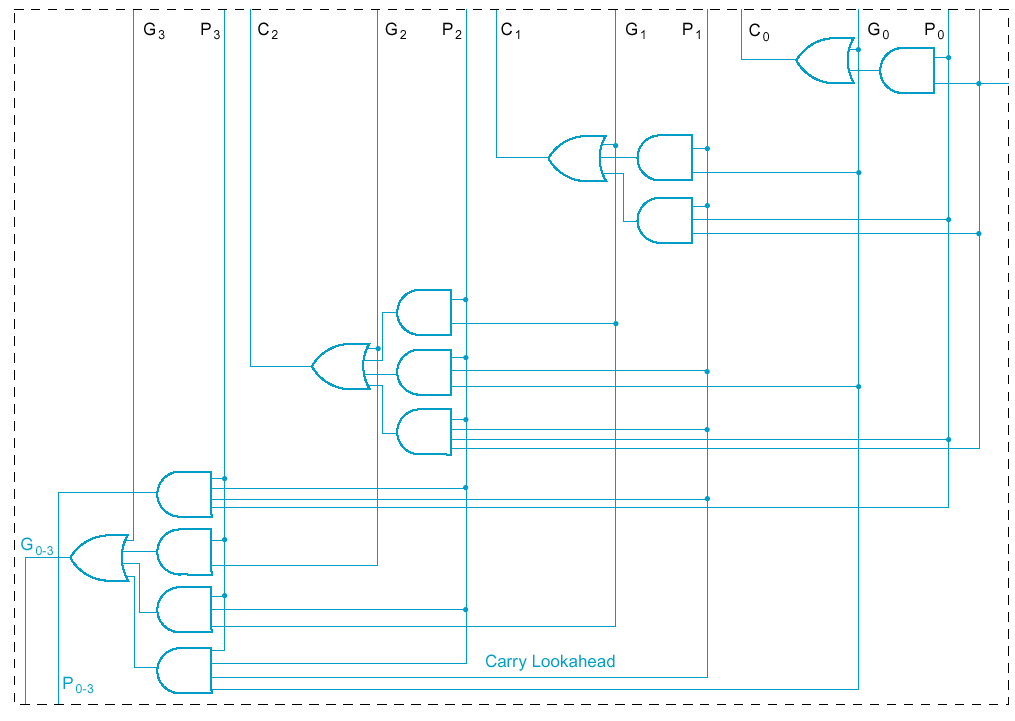 G3 P3 C2 G2 P2 C1 G1 P1 C0 G0 P0
G0-3
Carry Lookahead
P0-3